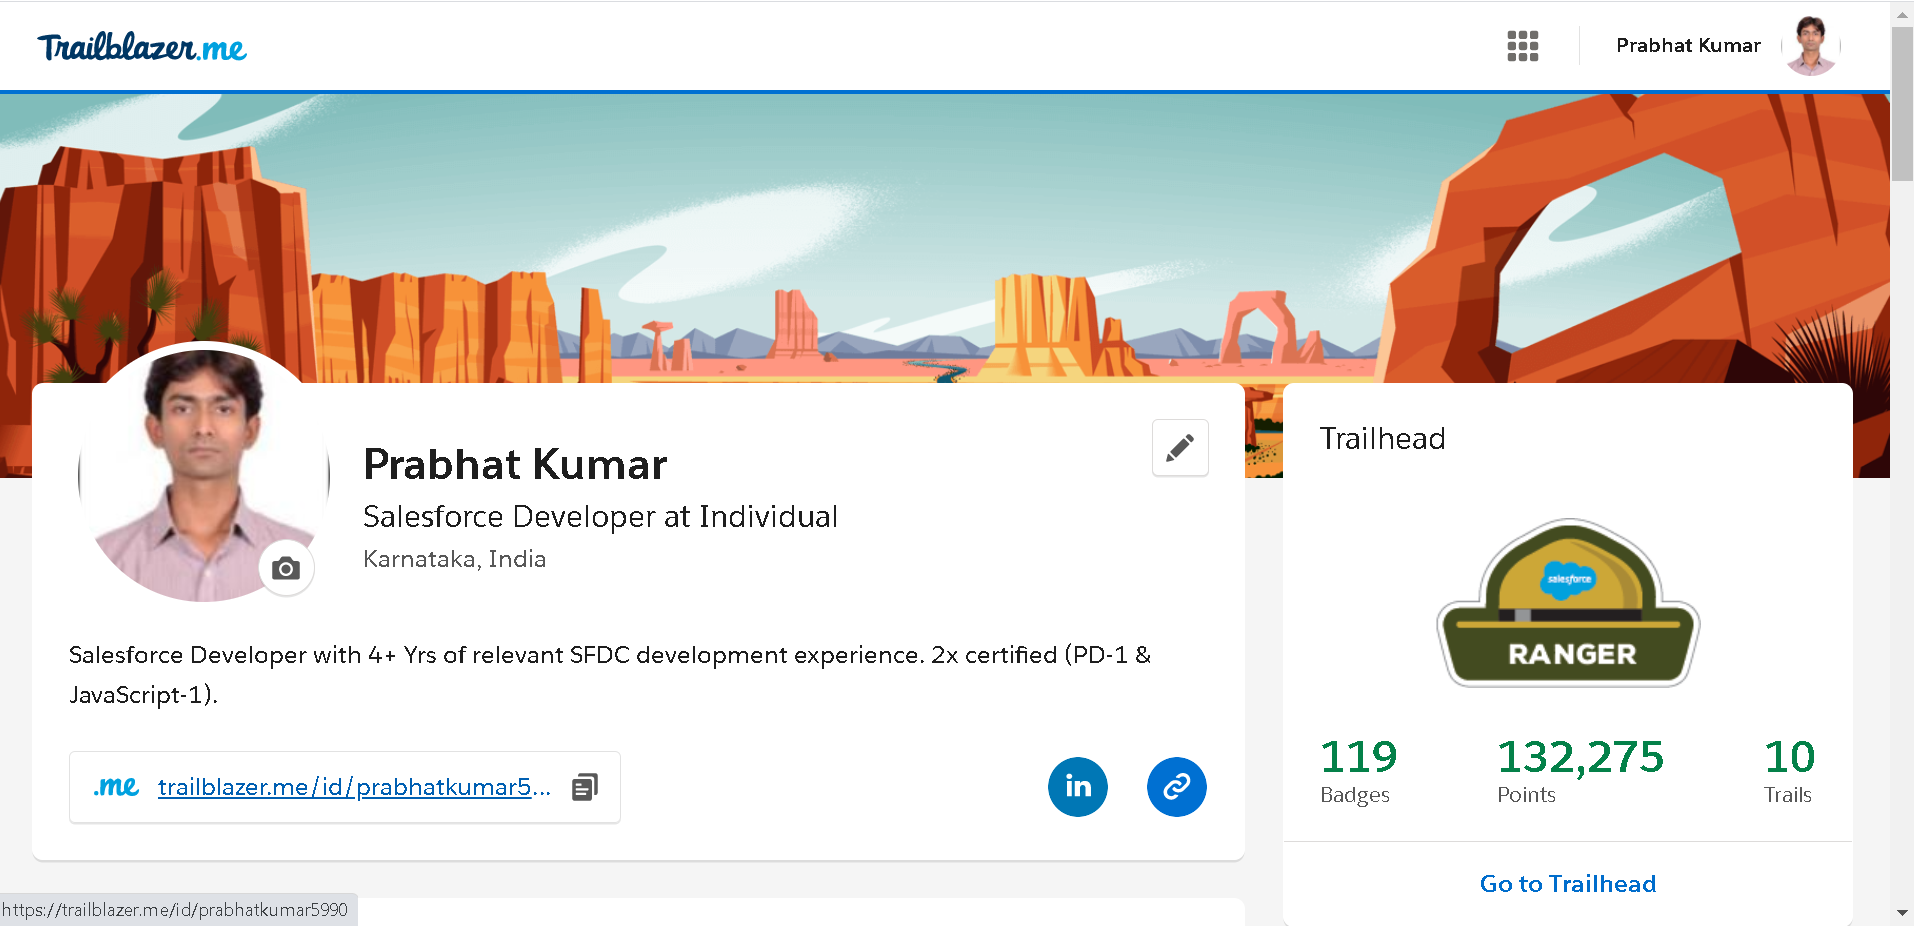 Trailblazer.me
Prabhat Kumar
Prabhat Kumar
Salesforce Developer at Individual
Karnataka, India
Salesforce Developer with 4+ Yrs of relevant SFDC development experience. 2x certified (PD-1 &
JavaScript-1).
.me trailblazer.me/id/prabhatkumar5...
in
Trailhead
salesforce
RANGER
119 132,275 10
Badges Points Trails
Go to Trailhead
https://trailblazer.me/id/prabhatkumar5990